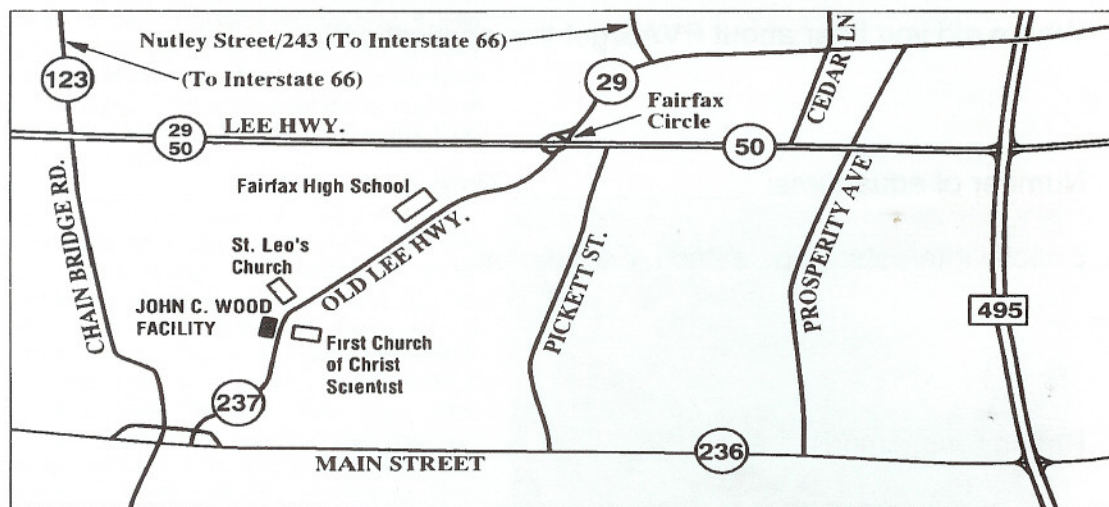 Nutley Street/243 (To Interstate 66)
(To Interstate 66)
123
29
CEDAR LN
Fairfax
Circle
29
50
LEE HWY.
50
Fairfax High School
CHAIN BRIDGE RD.
St. Leo's
Church
OLD LEE HWY.
JOHN C. WOOD
FACILITY
First Church
of Christ
Scientist
PICKETT ST.
PROSPERITY AVE
495
237
MAIN STREET
236